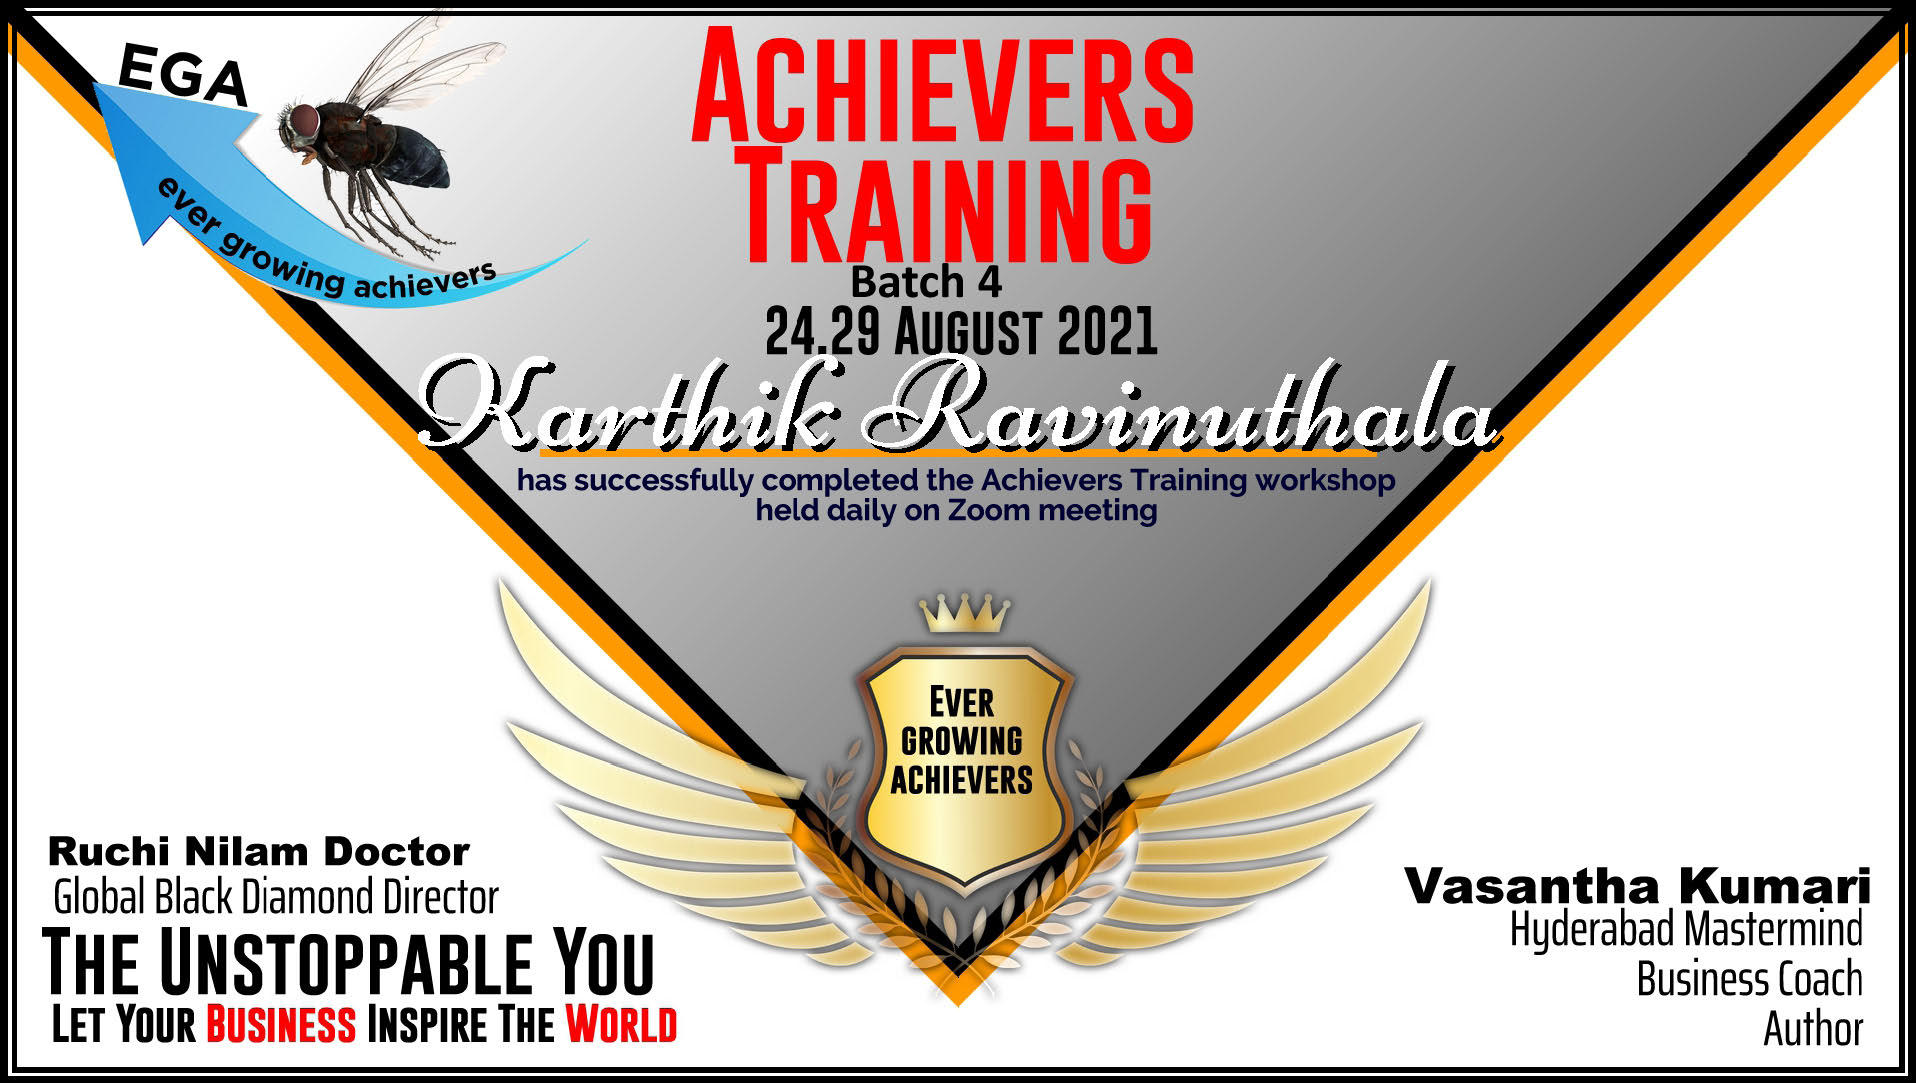 EGA
ever growing achievers
ACHIEVERS
TRAINING
Batch 4
24.29 AUGUST 2021
Karthik Ravinuthala
has successfully completed the Achievers Training workshop
held daily on Zoom meeting
EVER
GROWING
ACHIEVERS
Ruchi Nilam Doctor
Global Black Diamond Director
THE UNSTOPPABLE YOU
LET YOUR BUSINESS INSPIRE THE WORLD
Vasantha Kumari
Hyderabad Mastermind
Business Coach
Author